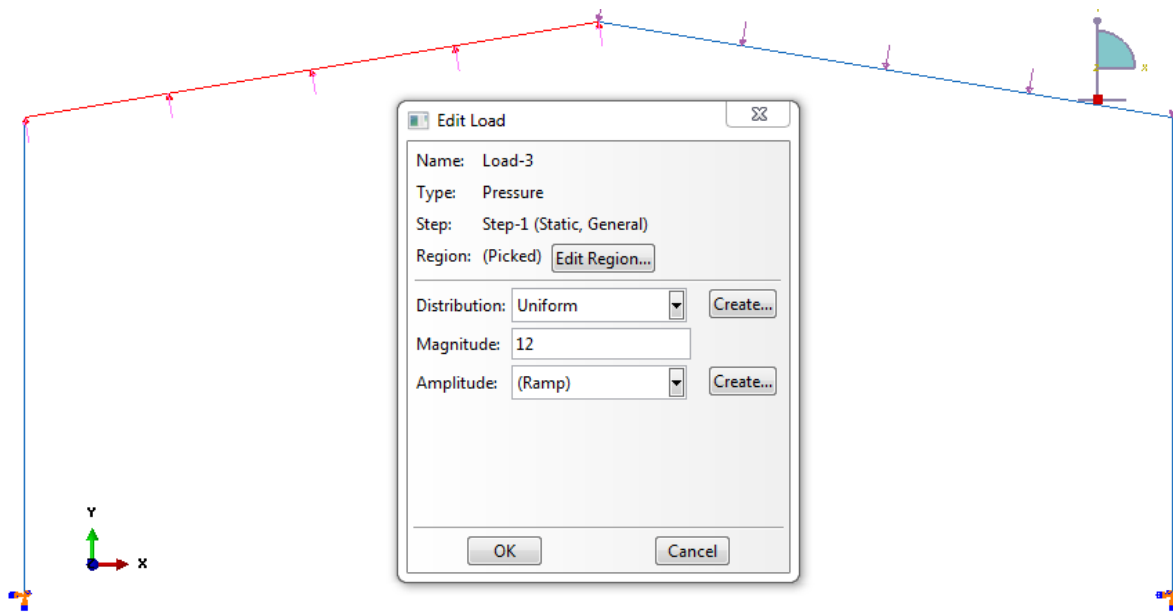 Edit Load
Name: Load-3
Type: Pressure
Step: Step-1 (Static, General)
Region: (Picked) Edit Region...
Distribution: Uniform Create...
Magnitude: 12
Amplitude: (Ramp) Create...
OK Cancel
X
Y
X